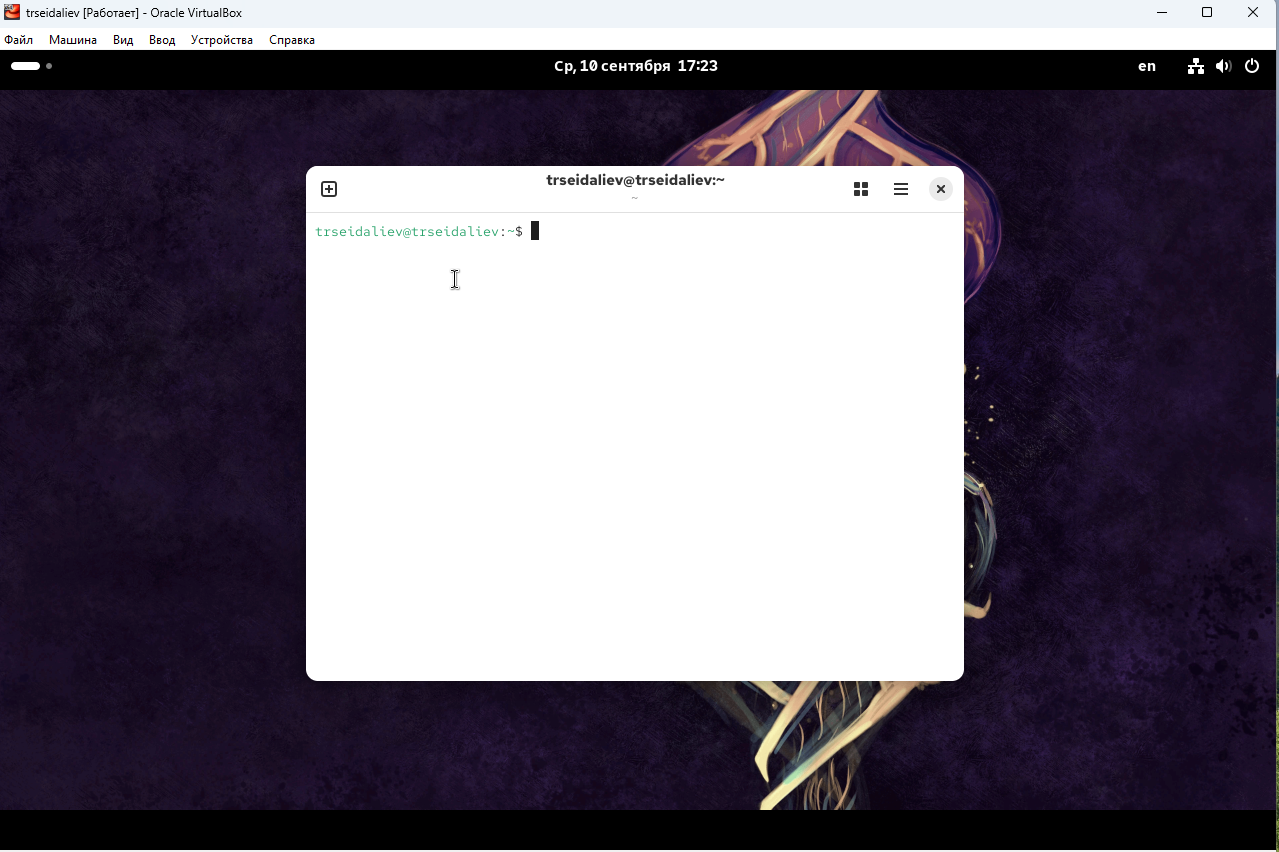 trseidaliev [Работает] - Oracle VirtualBox
Файл Машина Вид Ввод Устройства Справка
Ср, 10 сентября 17:23 en
trseidaliev@trseidaliev:~
~
trseidaliev@trseidaliev:~$